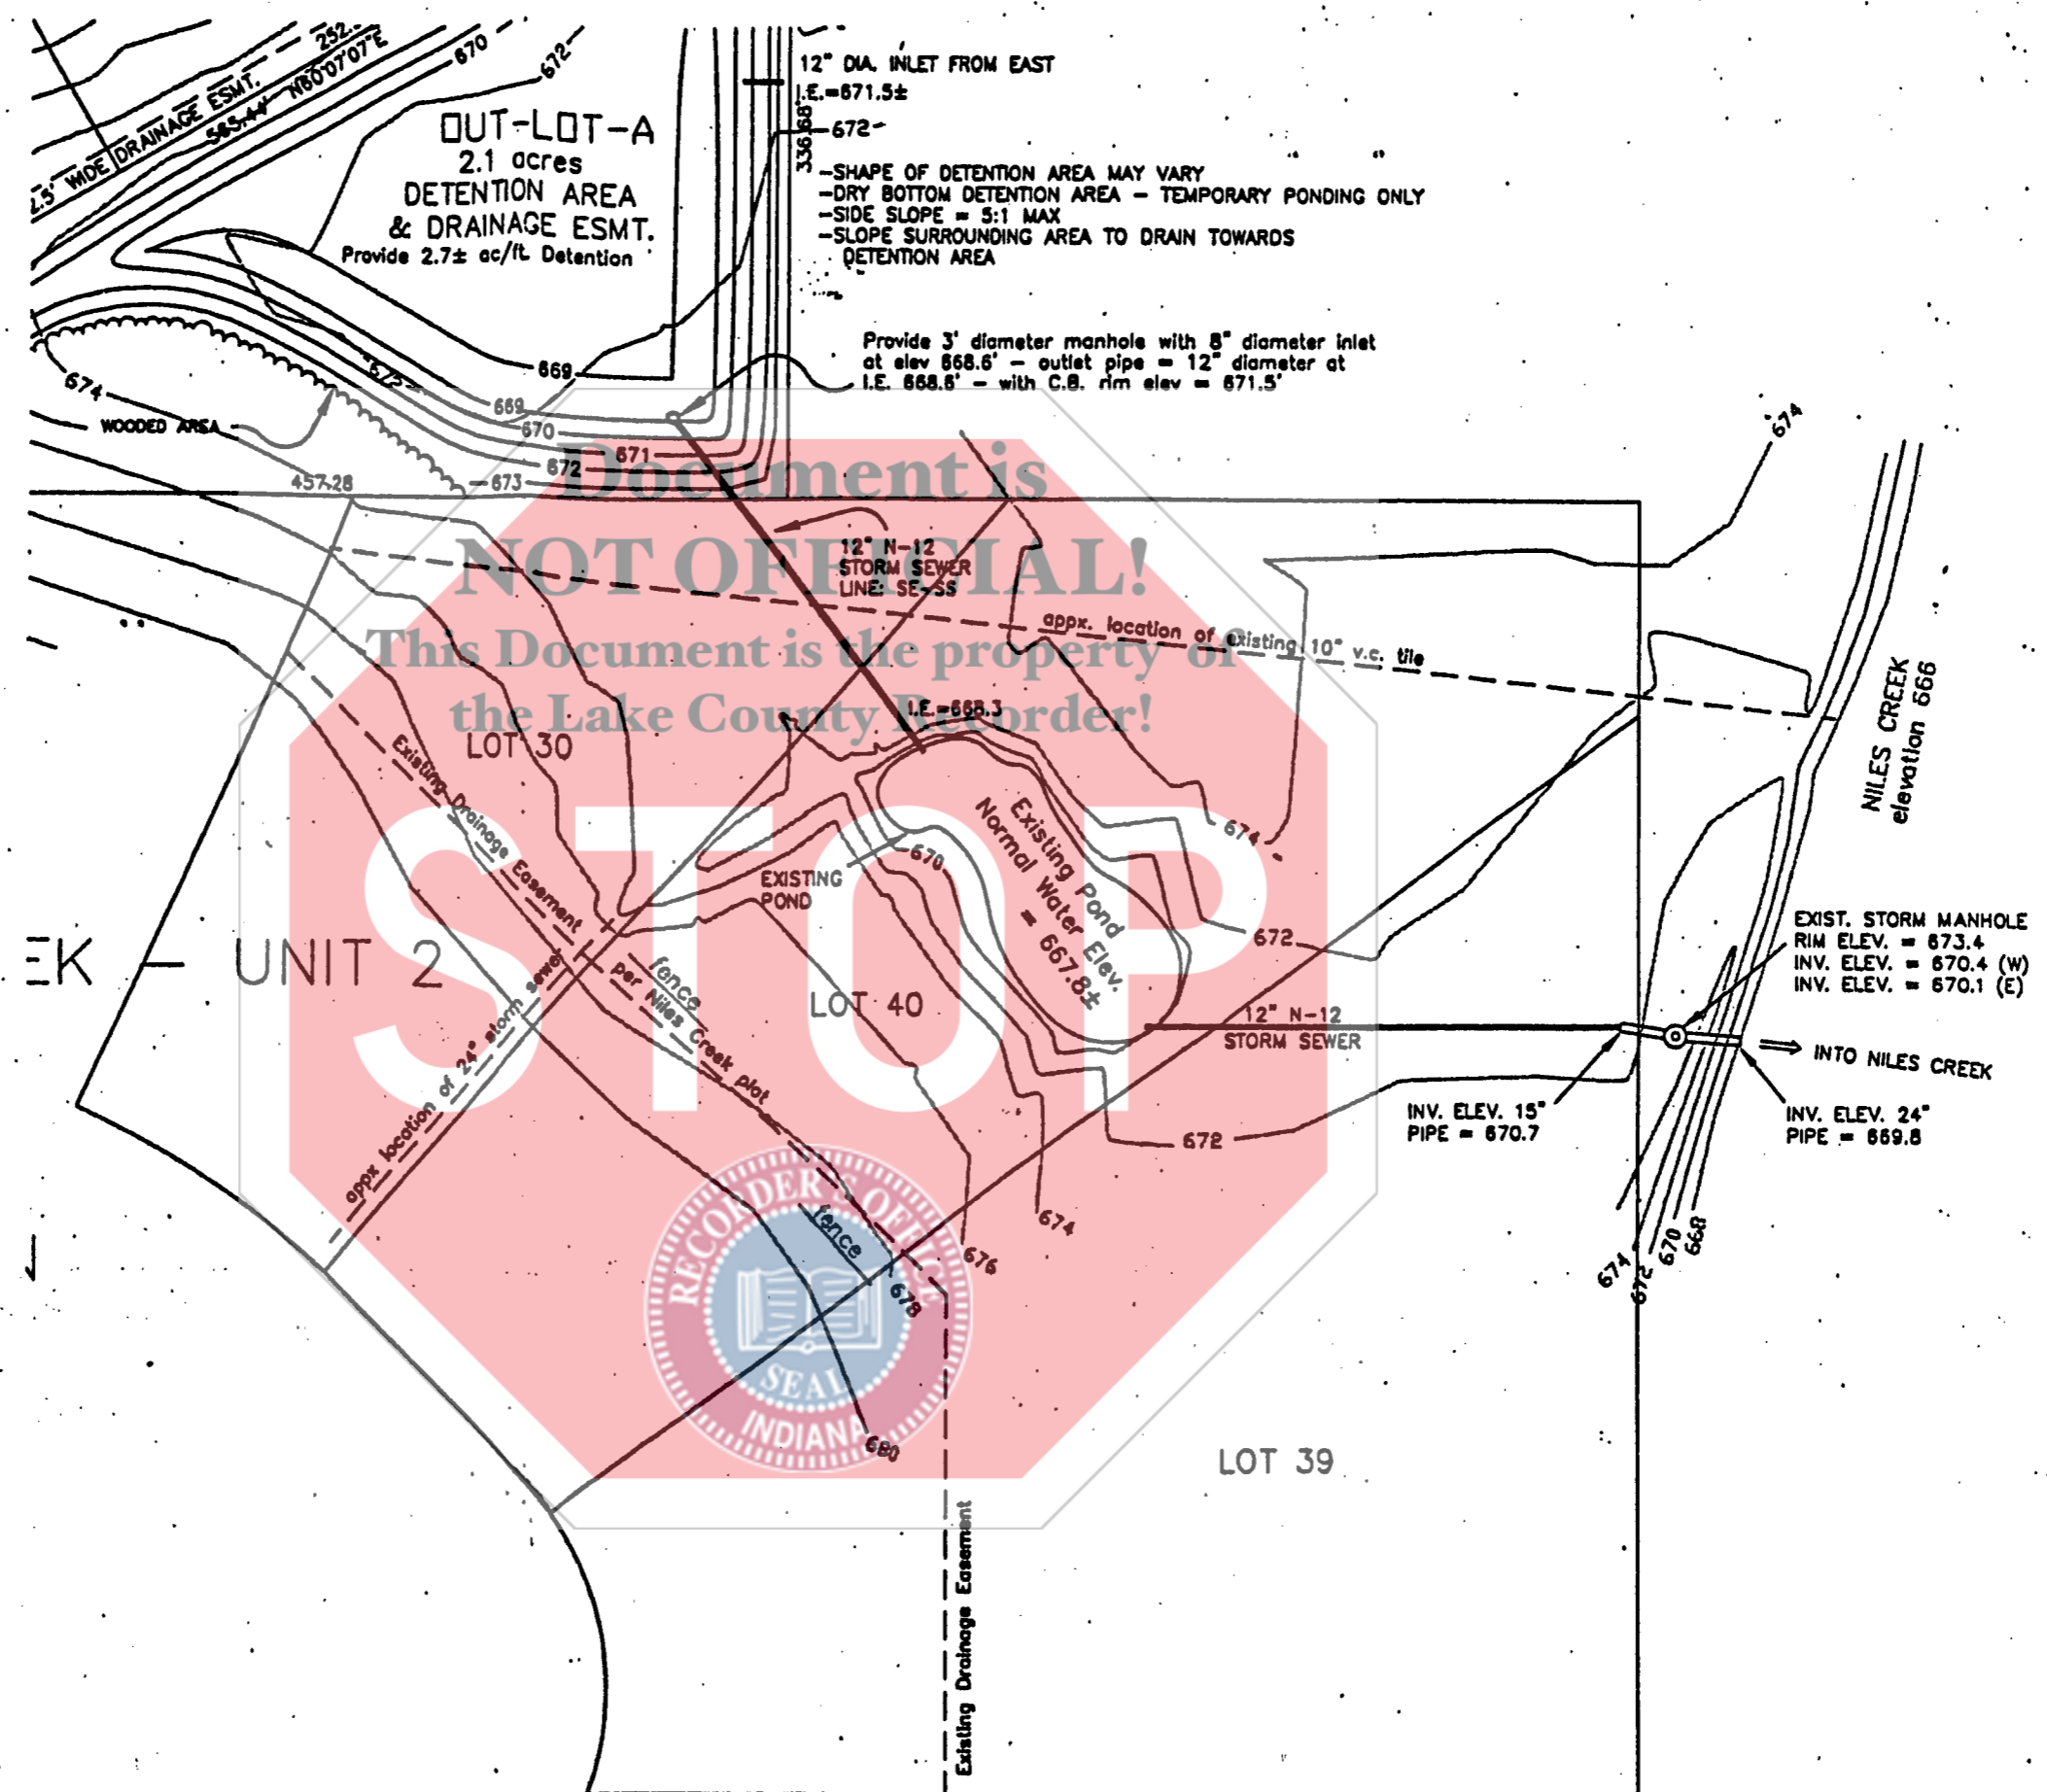 252.
N60°07'07"E
583.44'
2.5' WIDE DRAINAGE ESMT.
670
672
OUT-LOT-A
2.1 acres
DETENTION AREA
& DRAINAGE ESMT.
Provide 2.7± ac/ft. Detention
12" DIA. INLET FROM EAST
I.E.=671.5±
336.68'
672
-SHAPE OF DETENTION AREA MAY VARY
-DRY BOTTOM DETENTION AREA - TEMPORARY PONDING ONLY
-SIDE SLOPE = 5:1 MAX
-SLOPE SURROUNDING AREA TO DRAIN TOWARDS
DETENTION AREA
Provide 3' diameter manhole with 8" diameter inlet
at elev 668.6' - outlet pipe = 12" diameter at
I.E. 668.6' - with C.B. rim elev = 671.5'
669
672
674
WOODED AREA
669
670
671
672
673
457.28
674
Document is
NOT OFFICIAL!
This Document is the property of
the Lake County Recorder!
STOP
12" N-12
STORM SEWER
LINE: SE-SS
appx. location of existing 10" v.c. tile
I.E.=668.3
LOT 30
NILES CREEK
elevation 666
Existing Drainage Easement
per Niles Creek plat
EXISTING
POND
670
Existing Pond
Normal Water Elev.
= 667.8±
674
672
EXIST. STORM MANHOLE
RIM ELEV. = 673.4
INV. ELEV. = 670.4 (W)
INV. ELEV. = 670.1 (E)
EK - UNIT 2
fence
LOT 40
12" N-12
STORM SEWER
INTO NILES CREEK
INV. ELEV. 15"
PIPE = 670.7
INV. ELEV. 24"
PIPE = 669.8
appx location of 24" storm sewer
672
674
676
678
680
fence
RECORDER'S OFFICE
SEAL
INDIANA
674
672
670
668
LOT 39
Existing Drainage Easement